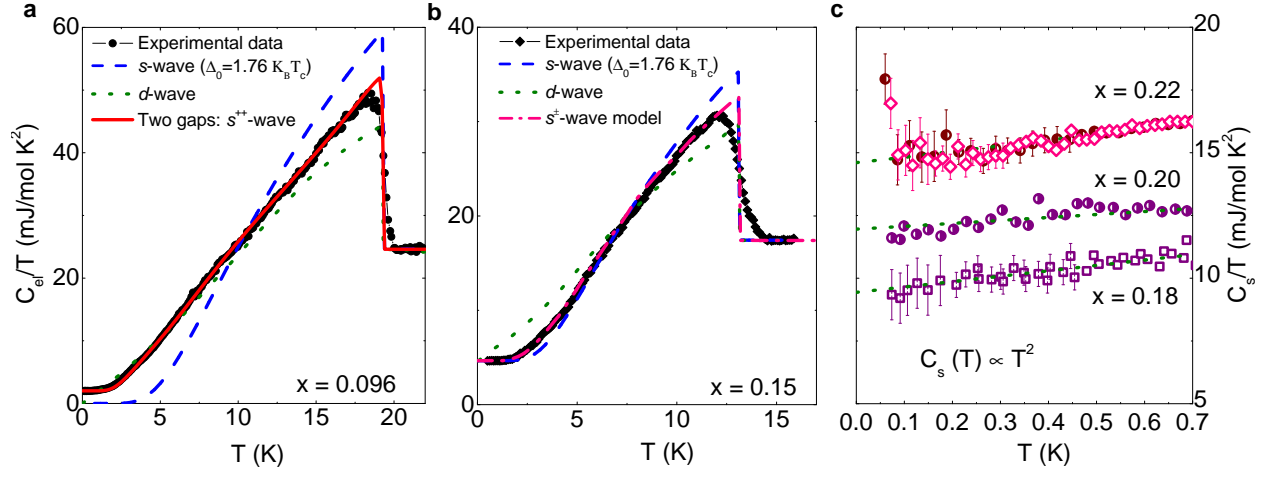 a
60
40
20
0
C_el/T (mJ/mol K²)
0 5 10 15 20
T (K)
Experimental data
s-wave (Δ₀=1.76 K_BT_c)
d-wave
Two gaps: s⁺⁺-wave
x = 0.096
b
40
20
0
0 5 10 15
T (K)
Experimental data
s-wave (Δ₀=1.76 K_BT_c)
d-wave
s^±-wave model
x = 0.15
c
x = 0.22
x = 0.20
x = 0.18
C_s (T) ∝ T²
0.0 0.1 0.2 0.3 0.4 0.5 0.6 0.7
T (K)
20
15
10
5
C_s/T (mJ/mol K²)